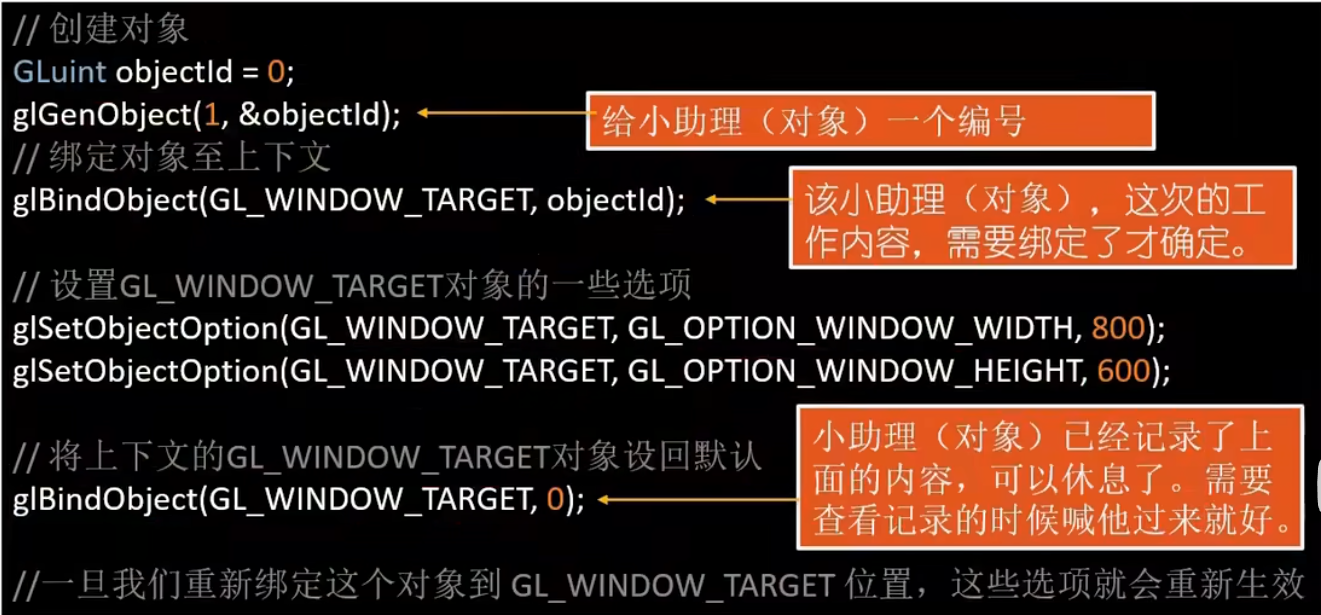 // 创建对象
GLuint objectId = 0;
glGenObject(1, &objectId);
给小助理（对象）一个编号
// 绑定对象至上下文
glBindObject(GL_WINDOW_TARGET, objectId);
该小助理（对象），这次的工
作内容，需要绑定了才确定。
// 设置GL_WINDOW_TARGET对象的一些选项
glSetObjectOption(GL_WINDOW_TARGET, GL_OPTION_WINDOW_WIDTH, 800);
glSetObjectOption(GL_WINDOW_TARGET, GL_OPTION_WINDOW_HEIGHT, 600);
// 将上下文的GL_WINDOW_TARGET对象设回默认
glBindObject(GL_WINDOW_TARGET, 0);
小助理（对象）已经记录了上
面的内容，可以休息了。需要
查看记录的时候喊他过来就好。
//一旦我们重新绑定这个对象到 GL_WINDOW_TARGET 位置，这些选项就会重新生效